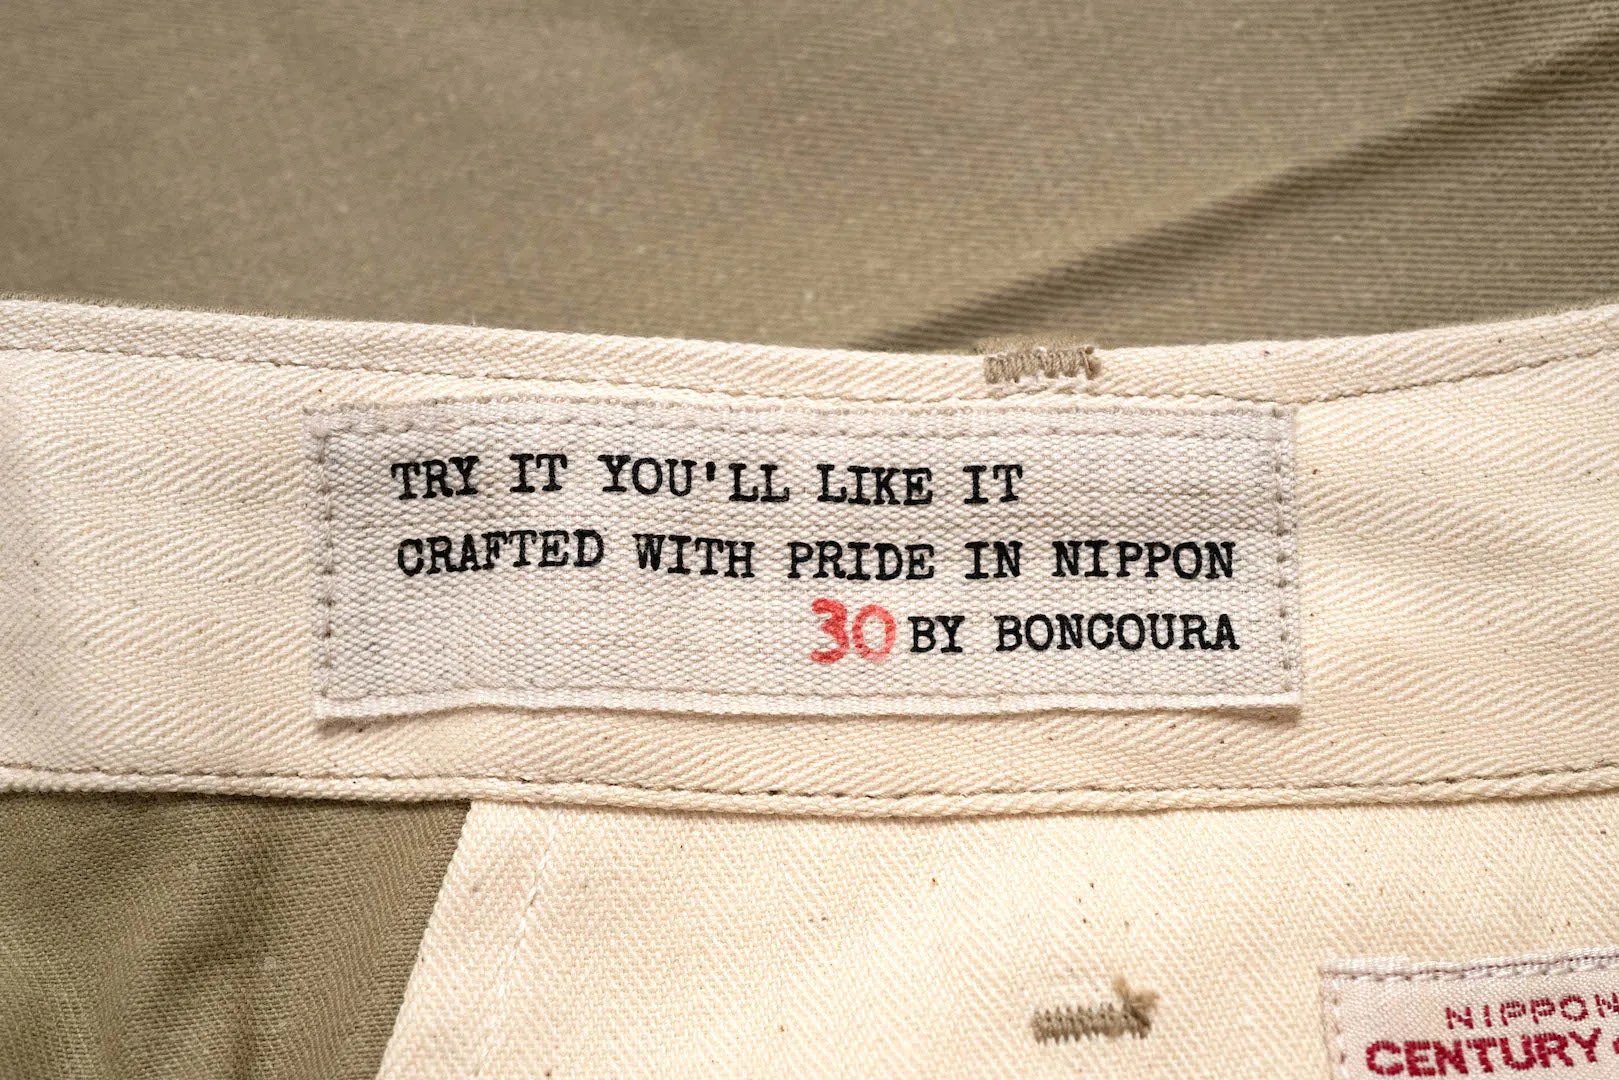 TRY IT YOU'LL LIKE IT
CRAFTED WITH PRIDE IN NIPPON
30 BY BONCOURA
NIPPON
CENTURY